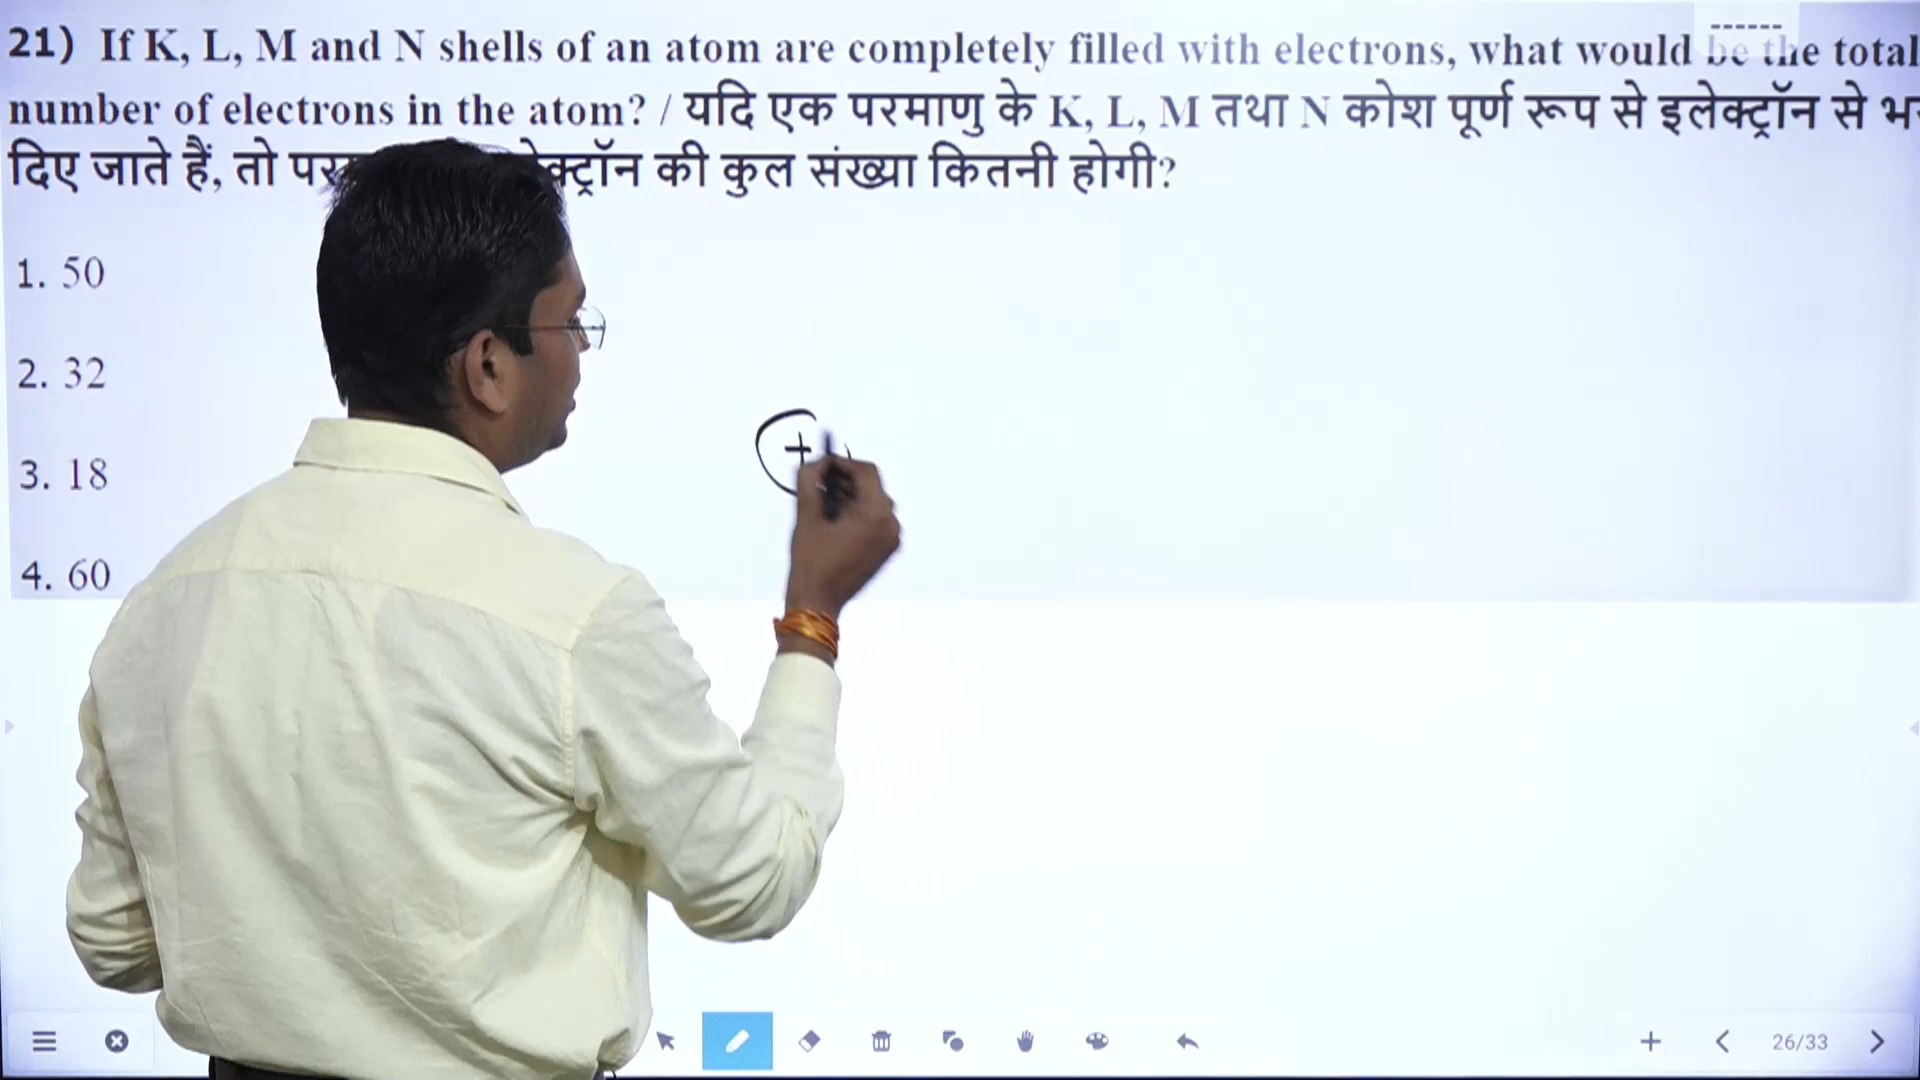 21) If K, L, M and N shells of an atom are completely filled with electrons, what would be the total
number of electrons in the atom? / यदि एक परमाणु के K, L, M तथा N कोश पूर्ण रूप से इलेक्ट्रॉन से
दिए जाते हैं, तो की कुल संख्या कितनी होगी?
1. 50
2. 32
3. 18
4. 60
+
26/33